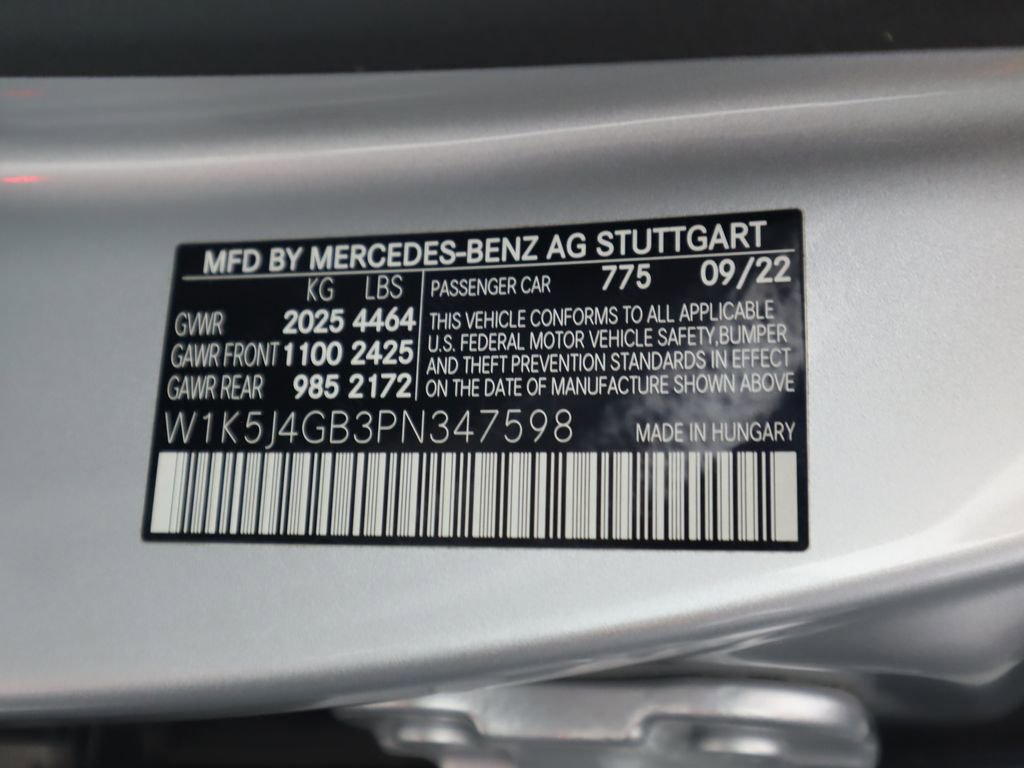 MFD BY MERCEDES-BENZ AG STUTTGART
KG LBS
GVWR 2025 4464
GAWR FRONT 1100 2425
GAWR REAR 985 2172
PASSENGER CAR 775 09/22
THIS VEHICLE CONFORMS TO ALL APPLICABLE
U.S. FEDERAL MOTOR VEHICLE SAFETY,BUMPER
AND THEFT PREVENTION STANDARDS IN EFFECT
ON THE DATE OF MANUFACTURE SHOWN ABOVE
W1K5J4GB3PN347598
MADE IN HUNGARY